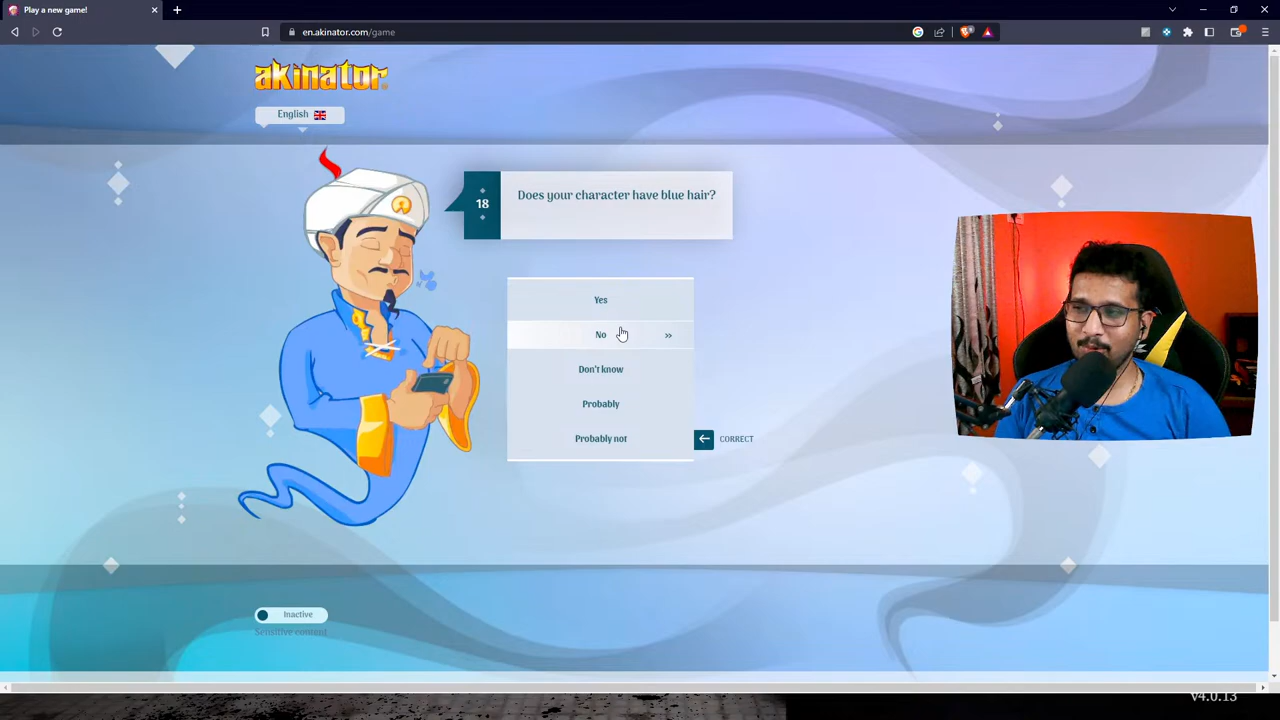 Play a new game!
en.akinator.com/game
akinator
English
18
Does your character have blue hair?
Yes
No
Don't know
Probably
Probably not
CORRECT
Inactive
Sensitive content
v4.0.13